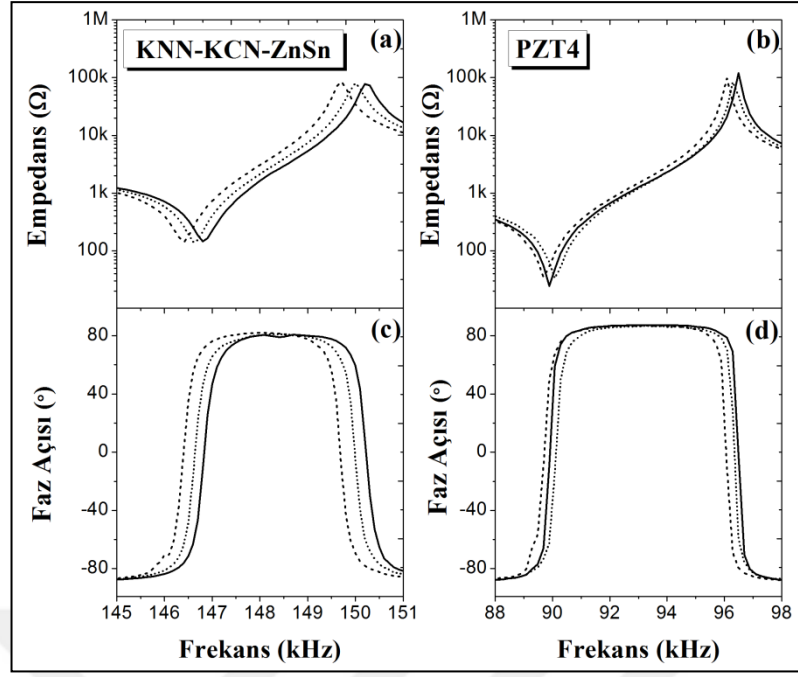 KNN-KCN-ZnSn
(a)
PZT4
(b)
Empedans (Ω)
100k
10k
1k
100
Empedans (Ω)
100k
10k
1k
100
(c)
(d)
Faz Açısı (°)
80
40
0
-40
-80
Faz Açısı (°)
80
40
0
-40
-80
145 146 147 148 149 150 151
88 90 92 94 96 98
Frekans (kHz)
Frekans (kHz)